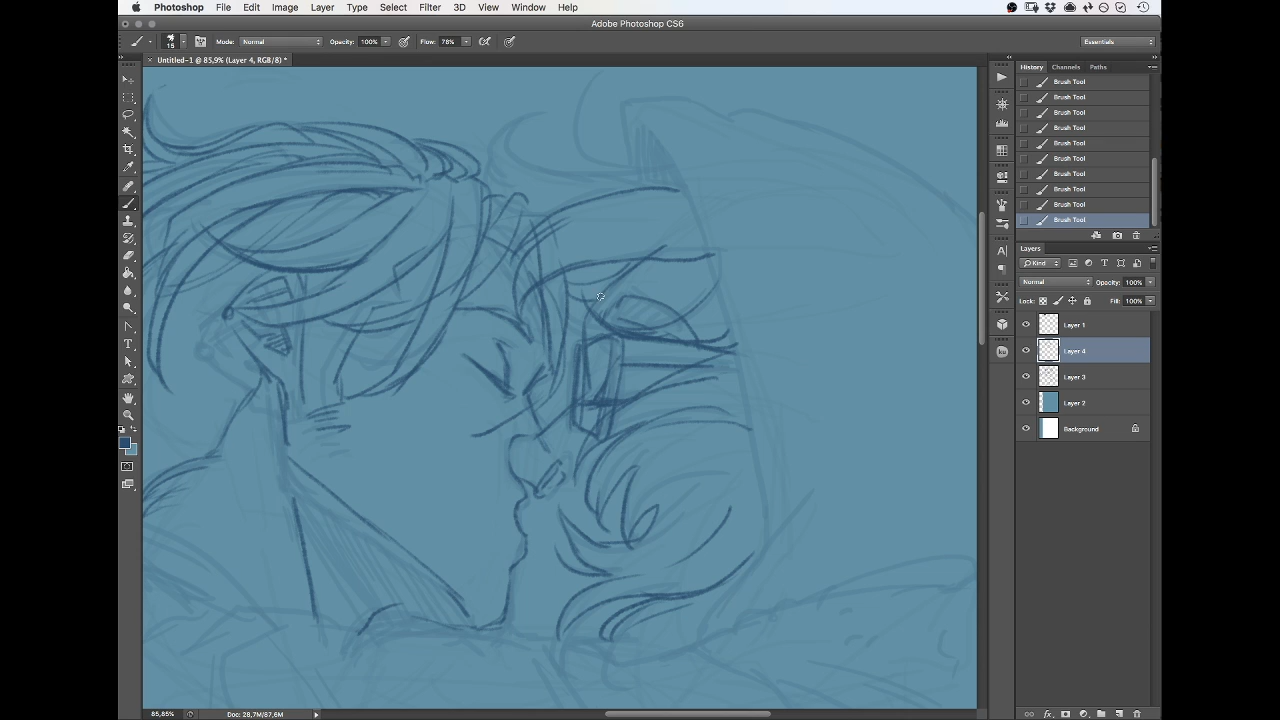 Photoshop File Edit Image Layer Type Select Filter 3D View Window Help
Adobe Photoshop CS6
15 Mode: Normal Opacity: 100% Flow: 78% Essentials
Untitled-1 @ 85,9% (Layer 4, RGB/8) *
History Channels Paths
Brush Tool
Brush Tool
Brush Tool
Brush Tool
Brush Tool
Brush Tool
Brush Tool
Brush Tool
Brush Tool
Brush Tool
Layers
Kind
Normal Opacity: 100%
Lock: Fill: 100%
Layer 1
Layer 4
Layer 3
Layer 2
Background
85,85% Doc: 28,7M/87,6M